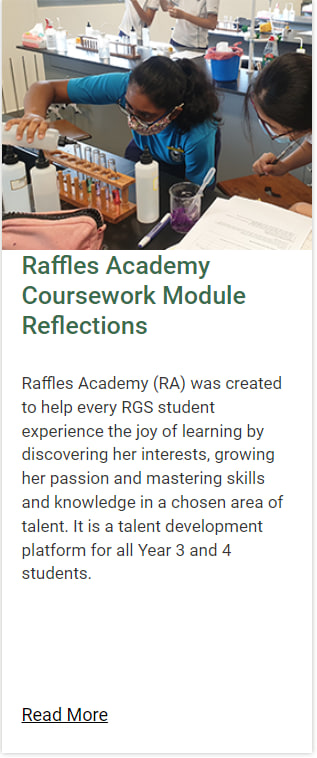 Raffles Academy
Coursework Module
Reflections
Raffles Academy (RA) was created
to help every RGS student
experience the joy of learning by
discovering her interests, growing
her passion and mastering skills
and knowledge in a chosen area of
talent. It is a talent development
platform for all Year 3 and 4
students.
Read More